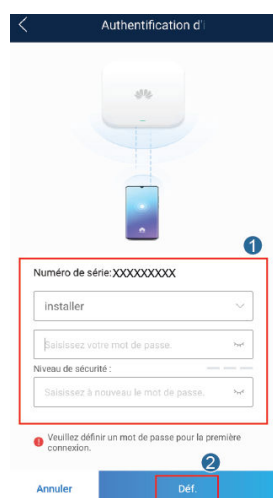 Authentification d'i
1
Numéro de série:XXXXXXXXX
installer
Saisissez votre mot de passe.
Niveau de sécurité :
Saisissez à nouveau le mot de passe.
Veuillez définir un mot de passe pour la première
connexion.
2
Annuler
Déf.